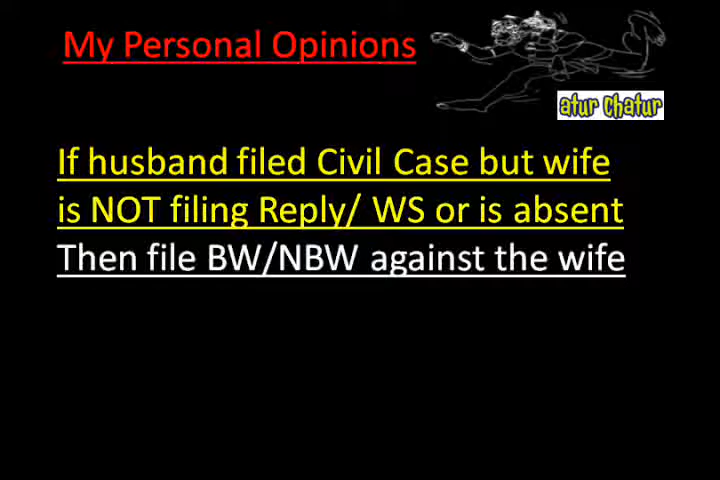 My Personal Opinions
atur chatur
If husband filed Civil Case but wife
is NOT filing Reply/ WS or is absent
Then file BW/NBW against the wife